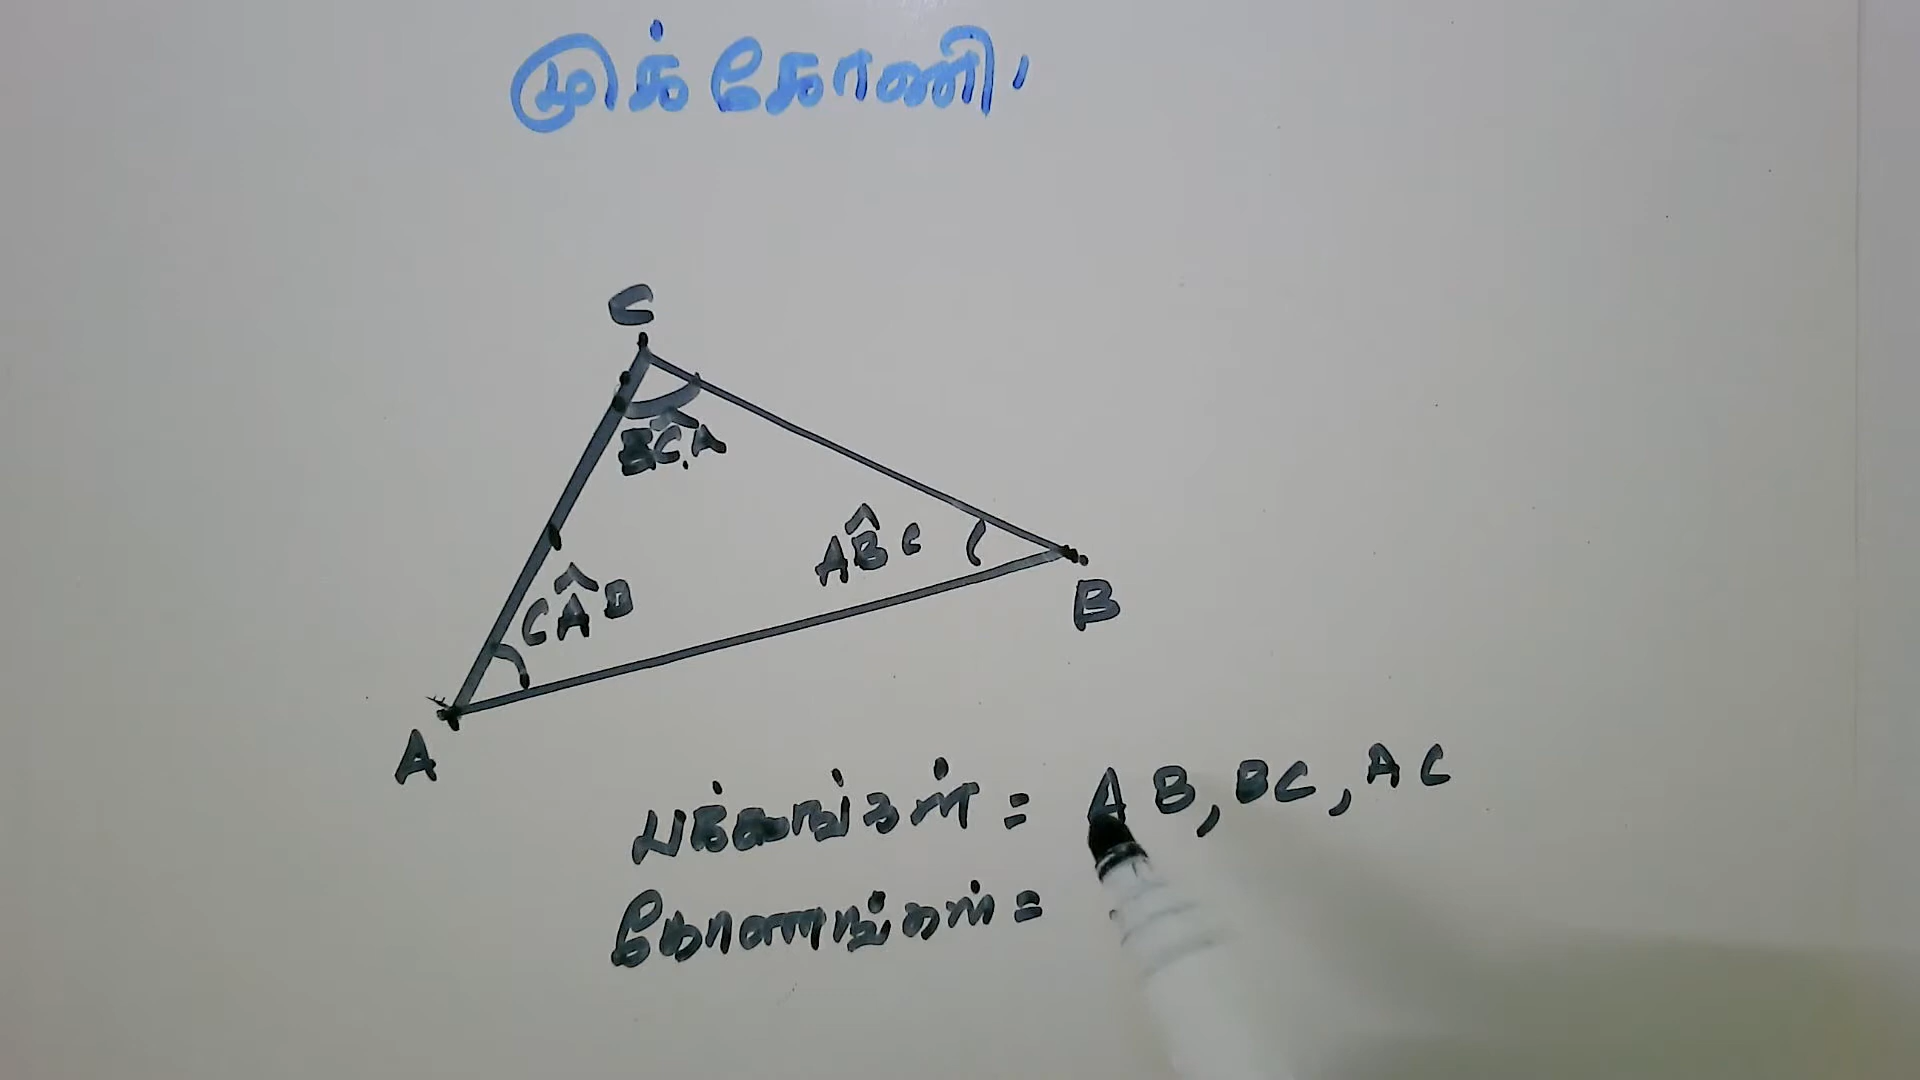 முக்கோணி.
C
BĈA
AB̂C
CÂB
B
A
பக்கங்கள் = AB, BC, AC
கோணங்கள் =